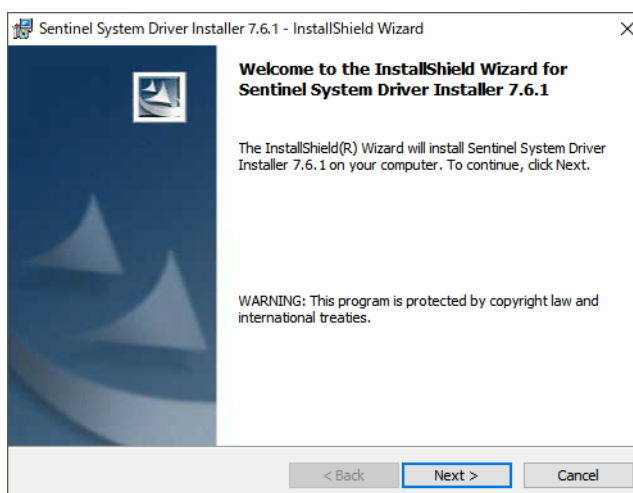 Sentinel System Driver Installer 7.6.1 - InstallShield Wizard
Welcome to the InstallShield Wizard for
Sentinel System Driver Installer 7.6.1
The InstallShield(R) Wizard will install Sentinel System Driver
Installer 7.6.1 on your computer. To continue, click Next.
WARNING: This program is protected by copyright law and
international treaties.
< Back
Next >
Cancel